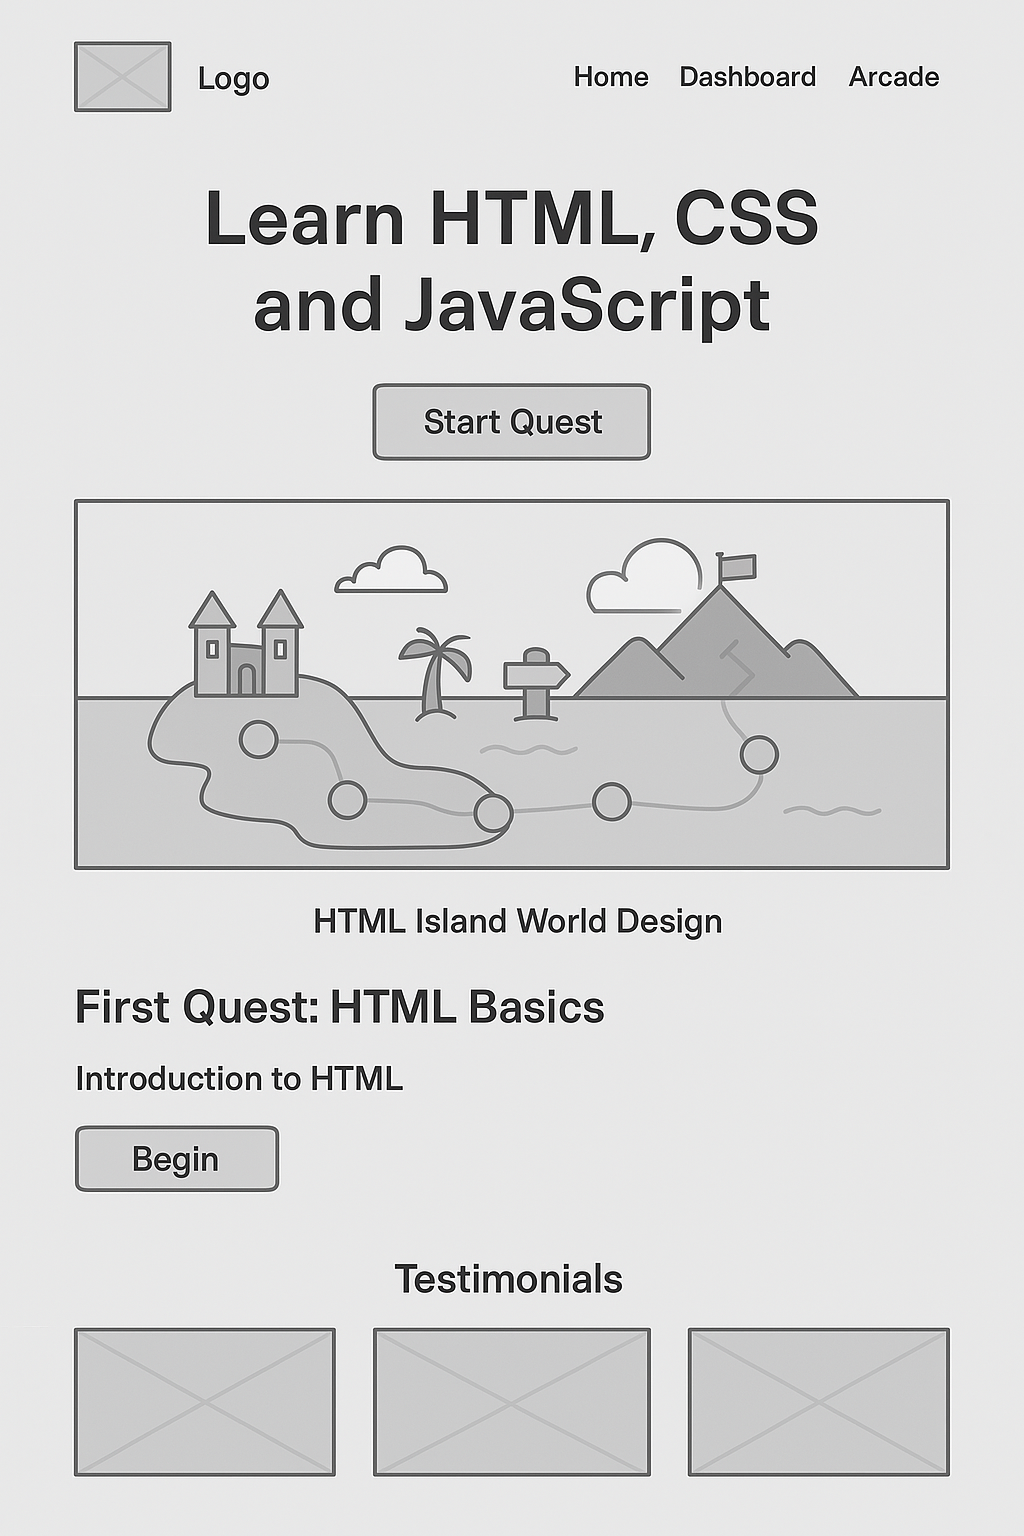 Logo
Home Dashboard Arcade
Learn HTML, CSS
and JavaScript
Start Quest
HTML Island World Design
First Quest: HTML Basics
Introduction to HTML
Begin
Testimonials